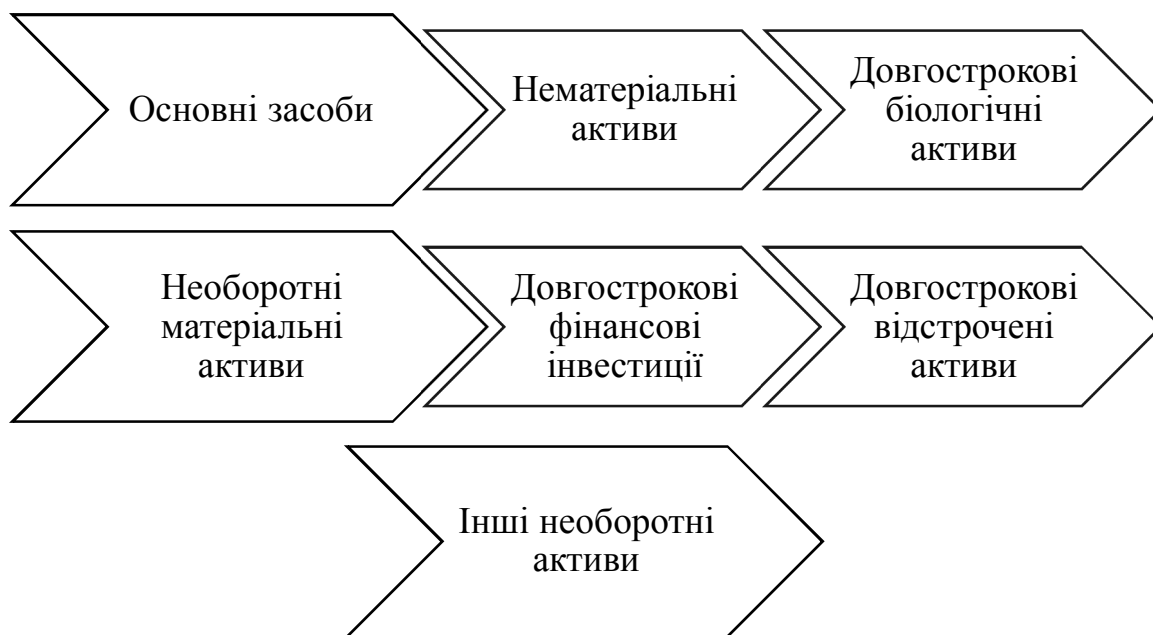 Основні засоби
Нематеріальні
активи
Довгострокові
біологічні
активи
Необоротні
матеріальні
активи
Довгострокові
фінансові
інвестиції
Довгострокові
відстрочені
активи
Інші необоротні
активи